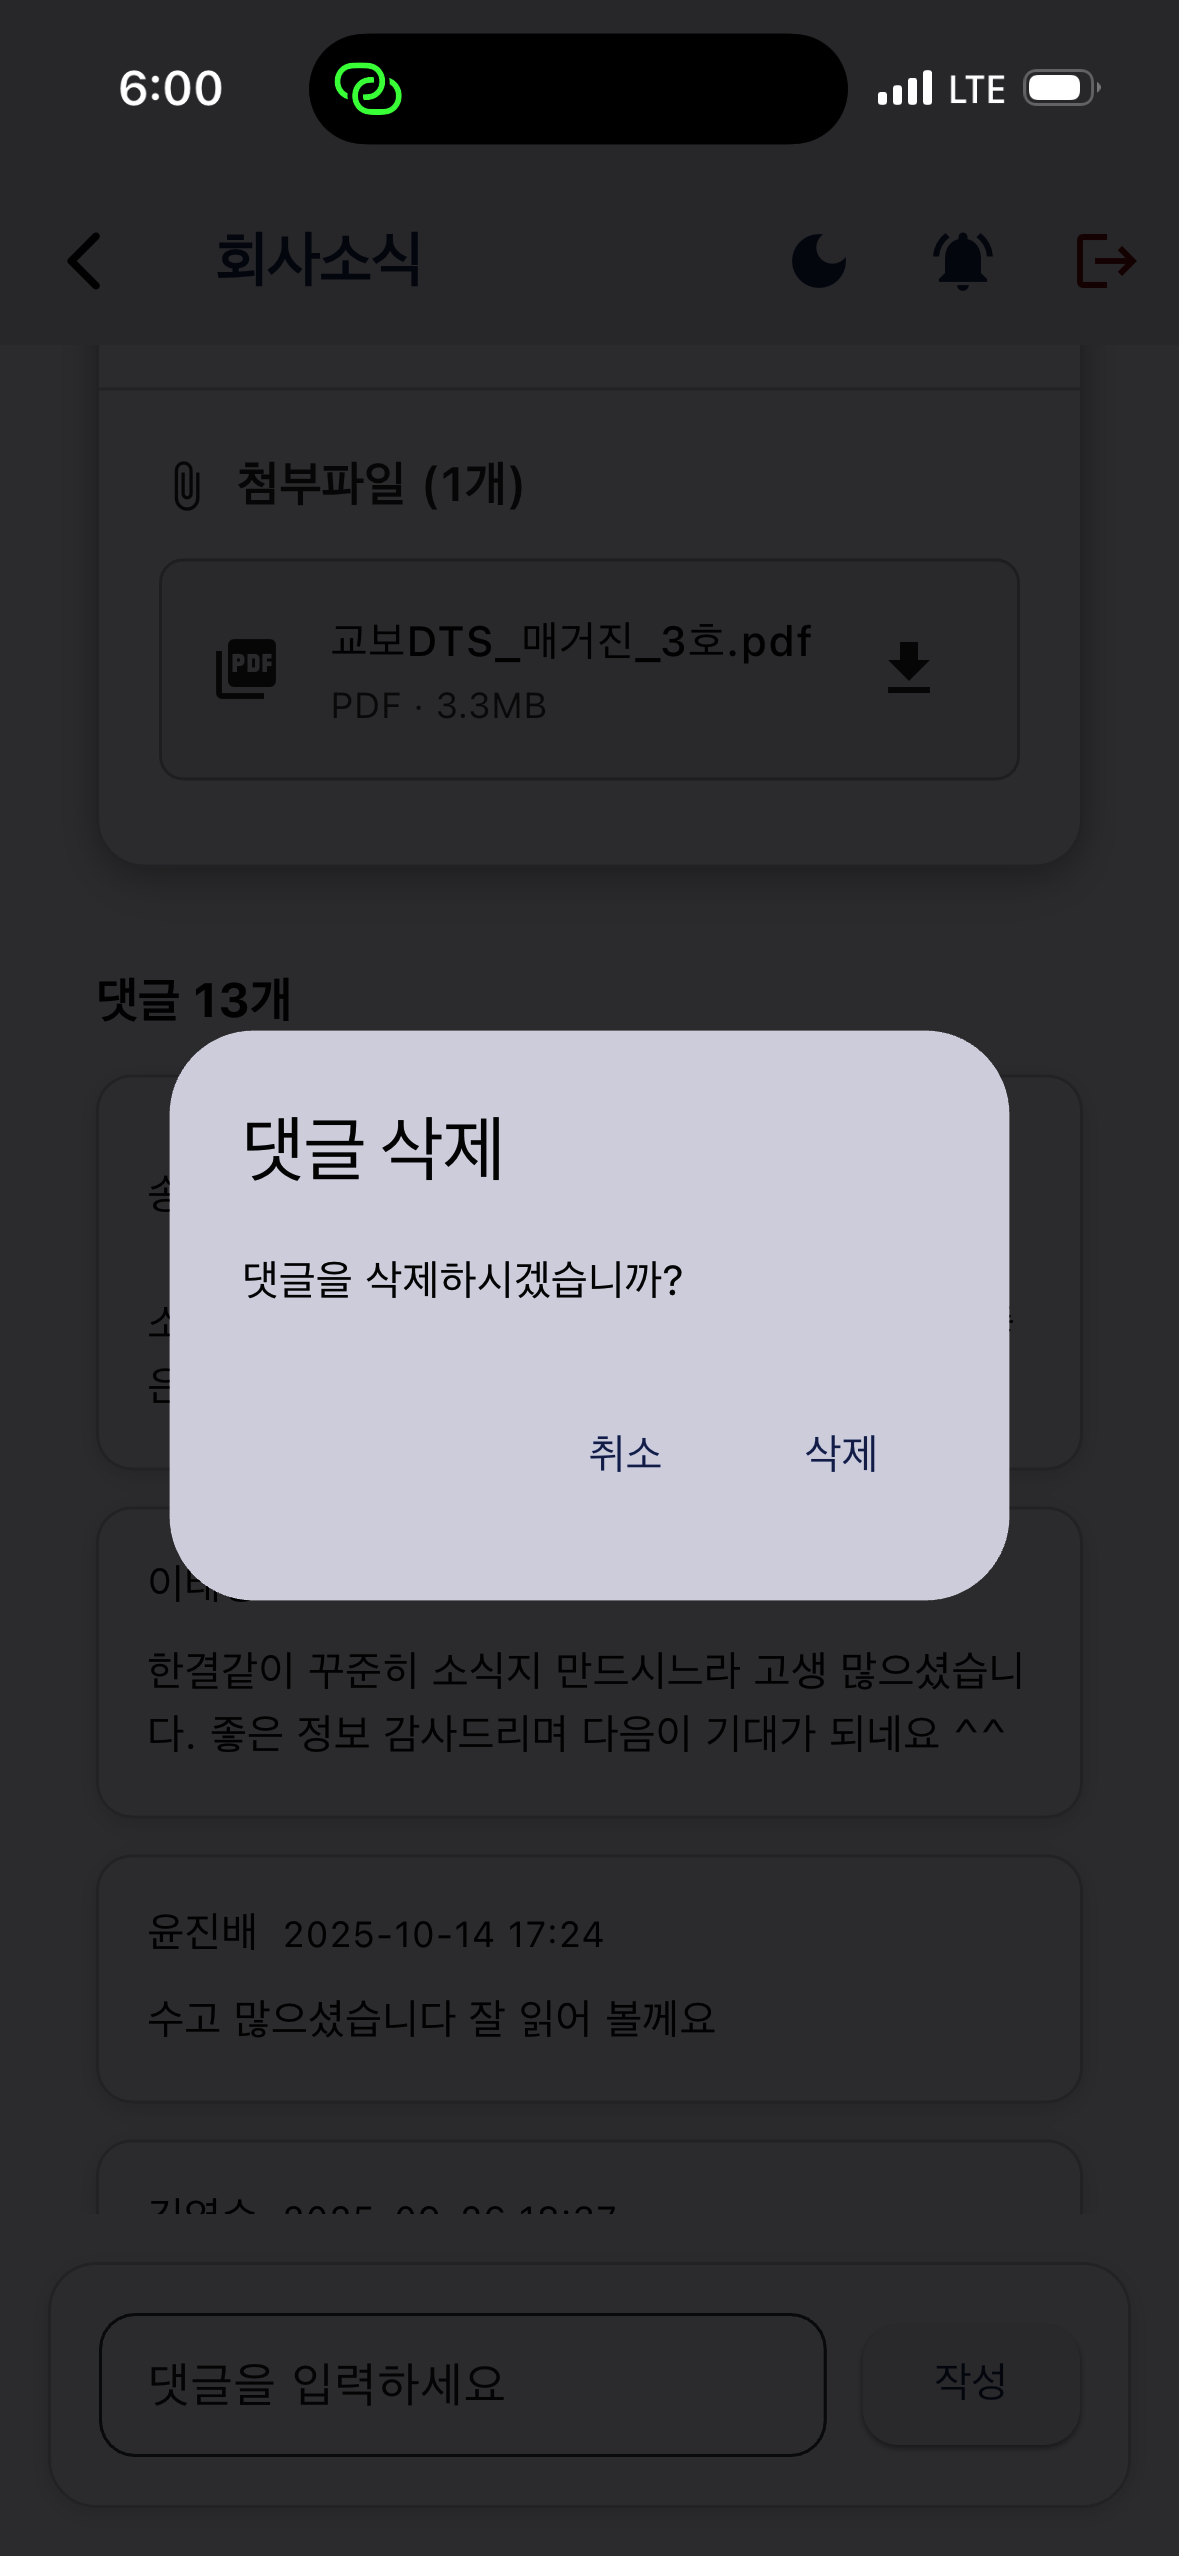 6:00
LTE
회사소식
첨부파일 (1개)
PDF
교보DTS_매거진_3호.pdf
PDF · 3.3MB
댓글 13개
댓글 삭제
댓글을 삭제하시겠습니까?
취소
삭제
한결같이 꾸준히 소식지 만드시느라 고생 많으셨습니
다. 좋은 정보 감사드리며 다음이 기대가 되네요 ^^
윤진배 2025-10-14 17:24
수고 많으셨습니다 잘 읽어 볼께요
댓글을 입력하세요
작성